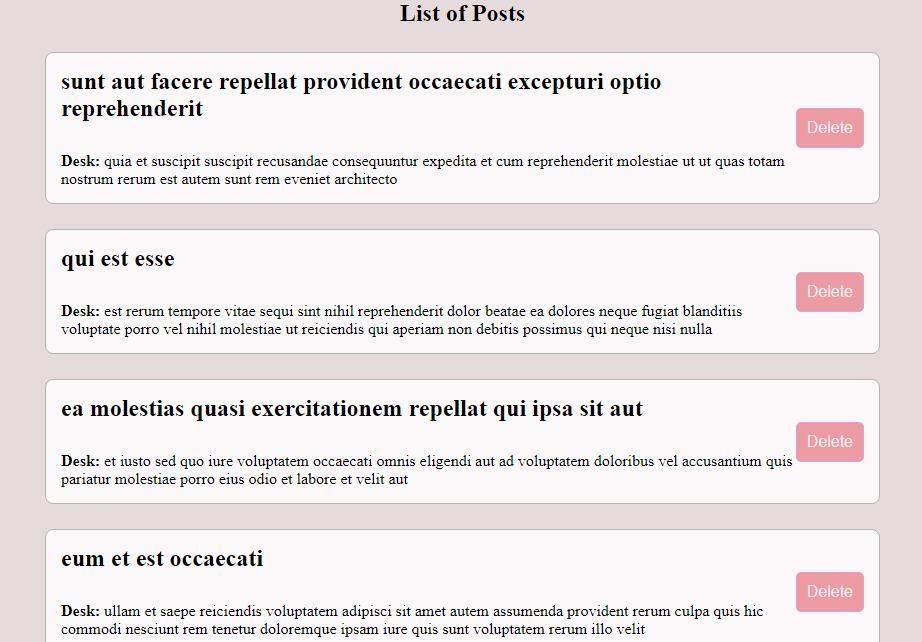 List of Posts
sunt aut facere repellat provident occaecati excepturi optio
reprehenderit
Delete
Desk: quia et suscipit suscipit recusandae consequuntur expedita et cum reprehenderit molestiae ut ut quas totam
nostrum rerum est autem sunt rem eveniet architecto
qui est esse
Delete
Desk: est rerum tempore vitae sequi sint nihil reprehenderit dolor beatae ea dolores neque fugiat blanditiis
voluptate porro vel nihil molestiae ut reiciendis qui aperiam non debitis possimus qui neque nisi nulla
ea molestias quasi exercitationem repellat qui ipsa sit aut
Delete
Desk: et iusto sed quo iure voluptatem occaecati omnis eligendi aut ad voluptatem doloribus vel accusantium quis
pariatur molestiae porro eius odio et labore et velit aut
eum et est occaecati
Delete
Desk: ullam et saepe reiciendis voluptatem adipisci sit amet autem assumenda provident rerum culpa quis hic
commodi nesciunt rem tenetur doloremque ipsam iure quis sunt voluptatem rerum illo velit